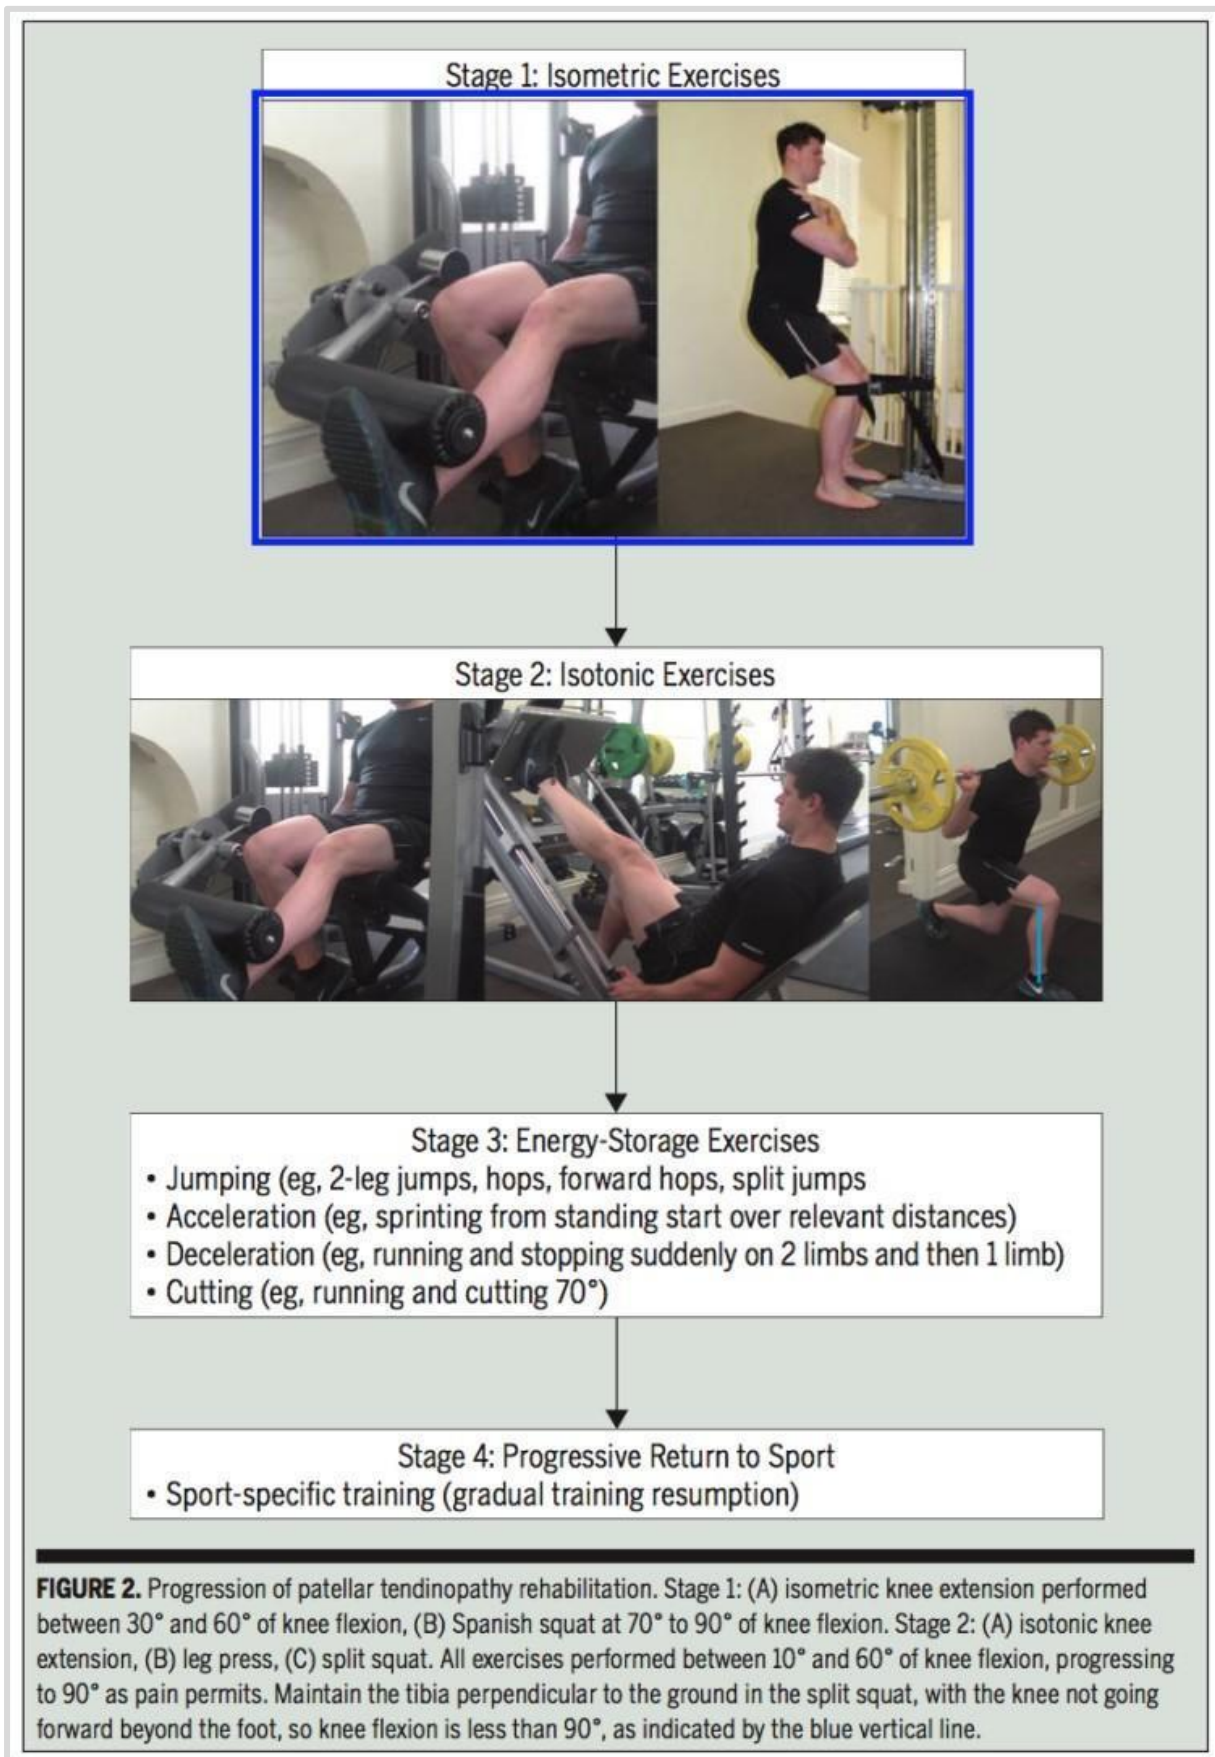 Stage 1: Isometric Exercises
Stage 2: Isotonic Exercises
Stage 3: Energy-Storage Exercises
• Jumping (eg, 2-leg jumps, hops, forward hops, split jumps
• Acceleration (eg, sprinting from standing start over relevant distances)
• Deceleration (eg, running and stopping suddenly on 2 limbs and then 1 limb)
• Cutting (eg, running and cutting 70°)
Stage 4: Progressive Return to Sport
• Sport-specific training (gradual training resumption)
FIGURE 2. Progression of patellar tendinopathy rehabilitation. Stage 1: (A) isometric knee extension performed
between 30° and 60° of knee flexion, (B) Spanish squat at 70° to 90° of knee flexion. Stage 2: (A) isotonic knee
extension, (B) leg press, (C) split squat. All exercises performed between 10° and 60° of knee flexion, progressing
to 90° as pain permits. Maintain the tibia perpendicular to the ground in the split squat, with the knee not going
forward beyond the foot, so knee flexion is less than 90°, as indicated by the blue vertical line.